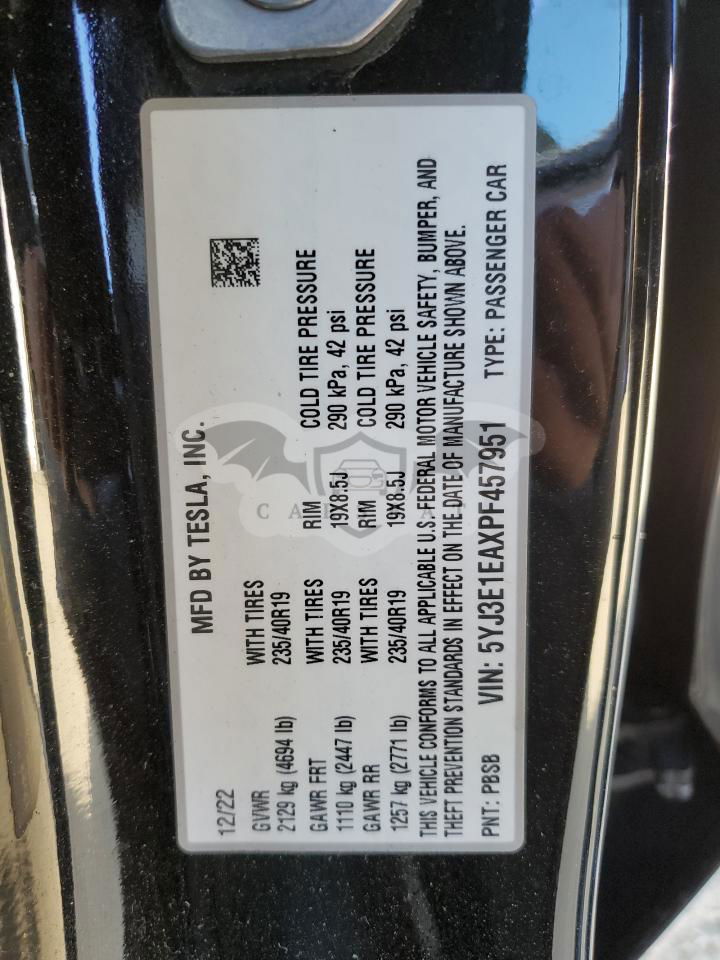 MFD BY TESLA, INC.
12/22
GVWR WITH TIRES
2129 kg (4694 lb) 235/40R19
GAWR FRT WITH TIRES RIM COLD TIRE PRESSURE
1110 kg (2447 lb) 235/40R19 19X8.5J 290 kPa, 42 psi
GAWR RR WITH TIRES RIM COLD TIRE PRESSURE
1257 kg (2771 lb) 235/40R19 19X8.5J 290 kPa, 42 psi
THIS VEHICLE CONFORMS TO ALL APPLICABLE U.S. FEDERAL MOTOR VEHICLE SAFETY, BUMPER, AND
THEFT PREVENTION STANDARDS IN EFFECT ON THE DATE OF MANUFACTURE SHOWN ABOVE.
PNT: PBSB VIN: 5YJ3E1EAXPF457951 TYPE: PASSENGER CAR